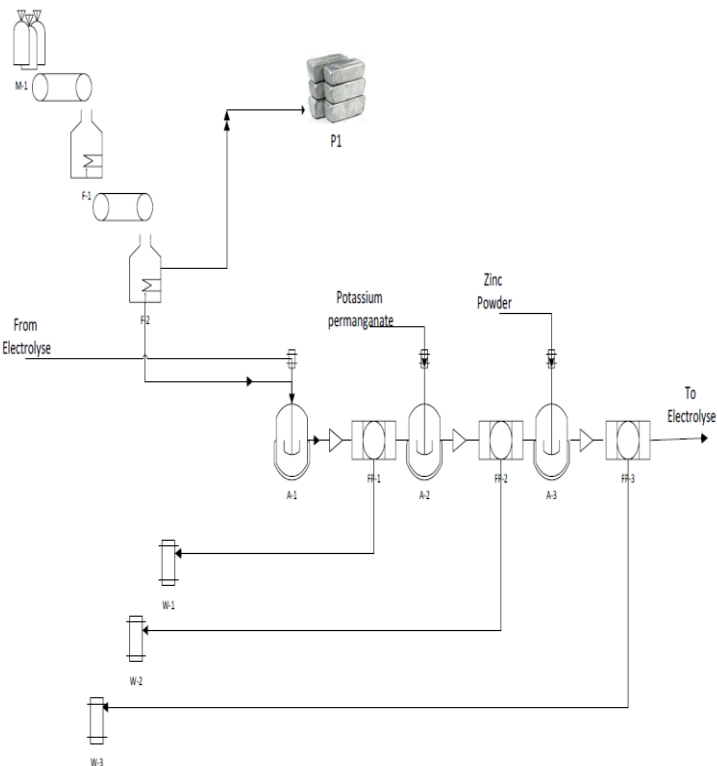 M-1
P1
F-1
F-2
From
Electrolyse
Potassium
permanganate
Zinc
Powder
To
Electrolyse
A-1
FP-1
A-2
FP-2
A-3
FP-3
W-1
W-2
W-3